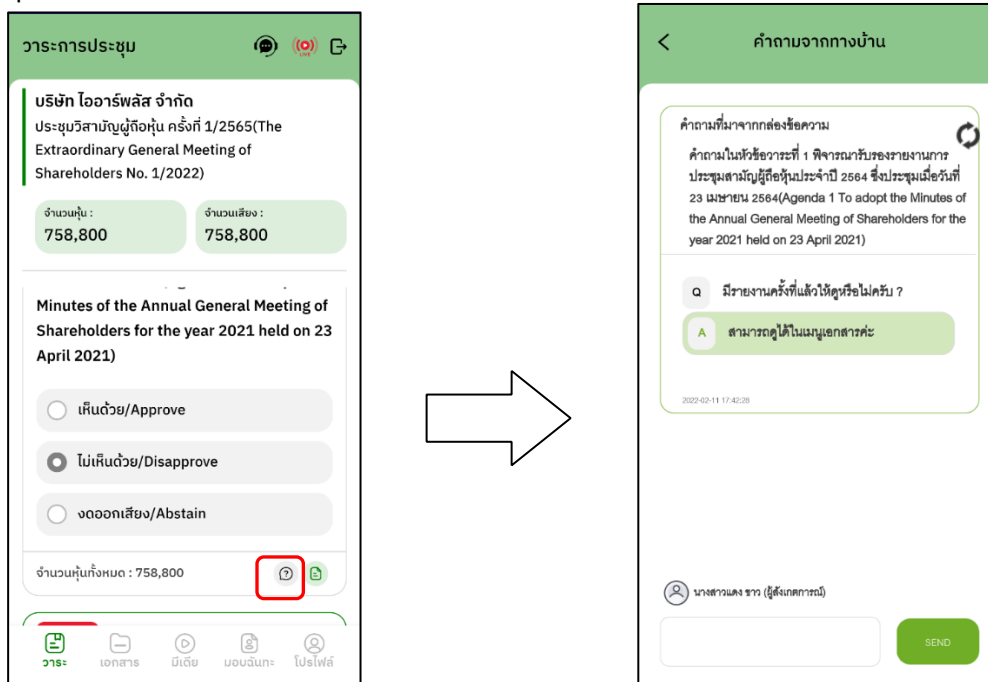 วาระการประชุม
LIVE
บริษัท ไออาร์พลัส จำกัด
ประชุมวิสามัญผู้ถือหุ้น ครั้งที่ 1/2565(The
Extraordinary General Meeting of
Shareholders No. 1/2022)
จำนวนหุ้น :
758,800
จำนวนเสียง :
758,800
Minutes of the Annual General Meeting of
Shareholders for the year 2021 held on 23
April 2021)
เห็นด้วย/Approve
ไม่เห็นด้วย/Disapprove
งดออกเสียง/Abstain
จำนวนหุ้นทั้งหมด : 758,800
วาระ
เอกสาร
มีเดีย
มอบฉันทะ
โปรไฟล์
คำถามจากทางบ้าน
คำถามที่มาจากกล่องข้อความ
คำถามในหัวข้อวาระที่ 1 พิจารณารับรองรายงานการ
ประชุมสามัญผู้ถือหุ้นประจำปี 2564 ซึ่งประชุมเมื่อวันที่
23 เมษายน 2564(Agenda 1 To adopt the Minutes of
the Annual General Meeting of Shareholders for the
year 2021 held on 23 April 2021)
Q มีรายงานครั้งที่แล้วให้ดูหรือไม่ครับ ?
A สามารถดูได้ในเมนูเอกสารค่ะ
2022-02-11 17:42:28
นางสาวแดง ขาว (ผู้สังเกตการณ์)
SEND